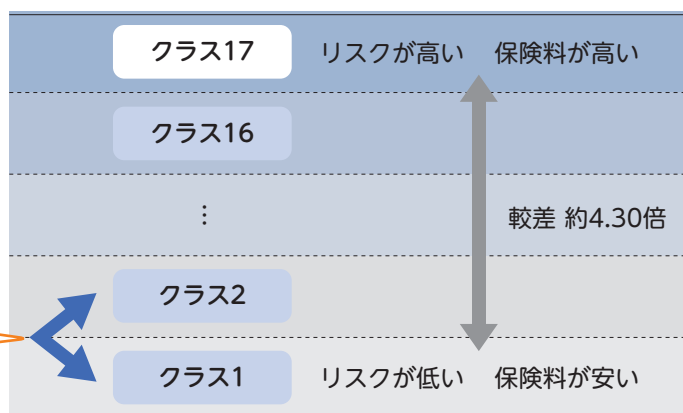 クラス17 リスクが高い 保険料が高い
クラス16
⋮
較差 約4.30倍
クラス2
クラス1 リスクが低い 保険料が安い